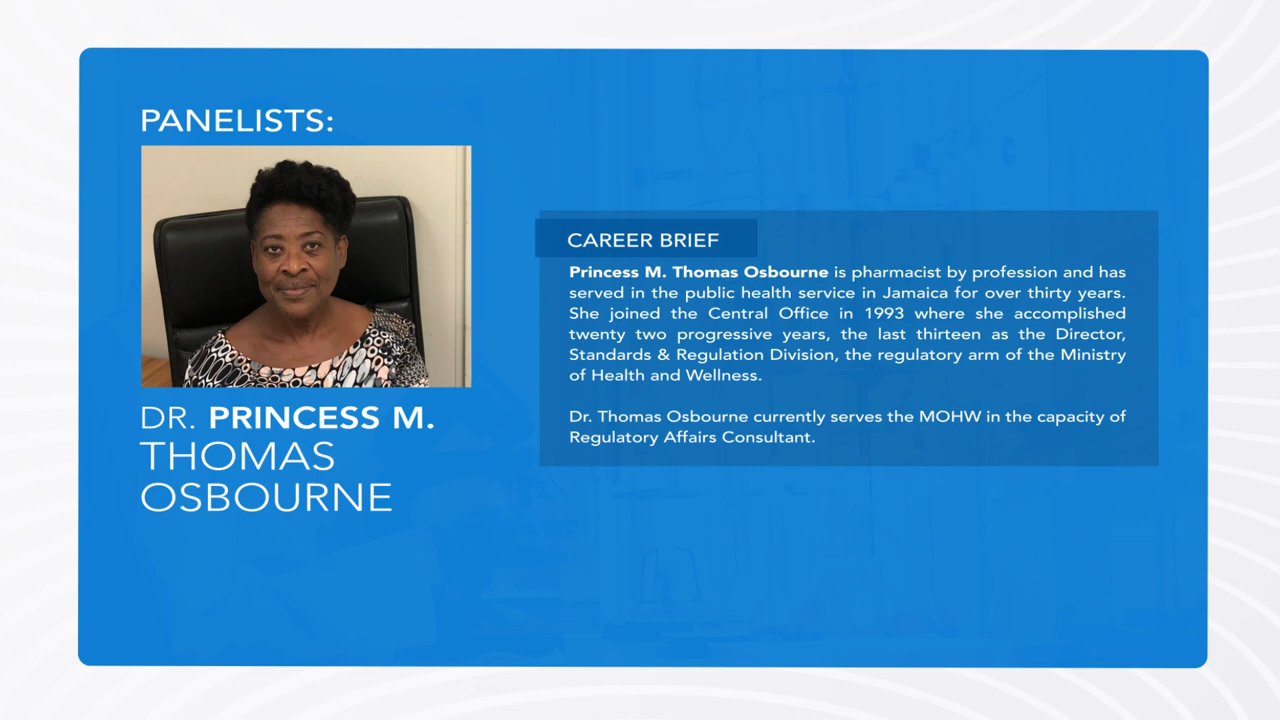 PANELISTS:
DR. PRINCESS M.
THOMAS
OSBOURNE
CAREER BRIEF
Princess M. Thomas Osbourne is pharmacist by profession and has
served in the public health service in Jamaica for over thirty years.
She joined the Central Office in 1993 where she accomplished
twenty two progressive years, the last thirteen as the Director,
Standards & Regulation Division, the regulatory arm of the Ministry
of Health and Wellness.
Dr. Thomas Osbourne currently serves the MOHW in the capacity of
Regulatory Affairs Consultant.